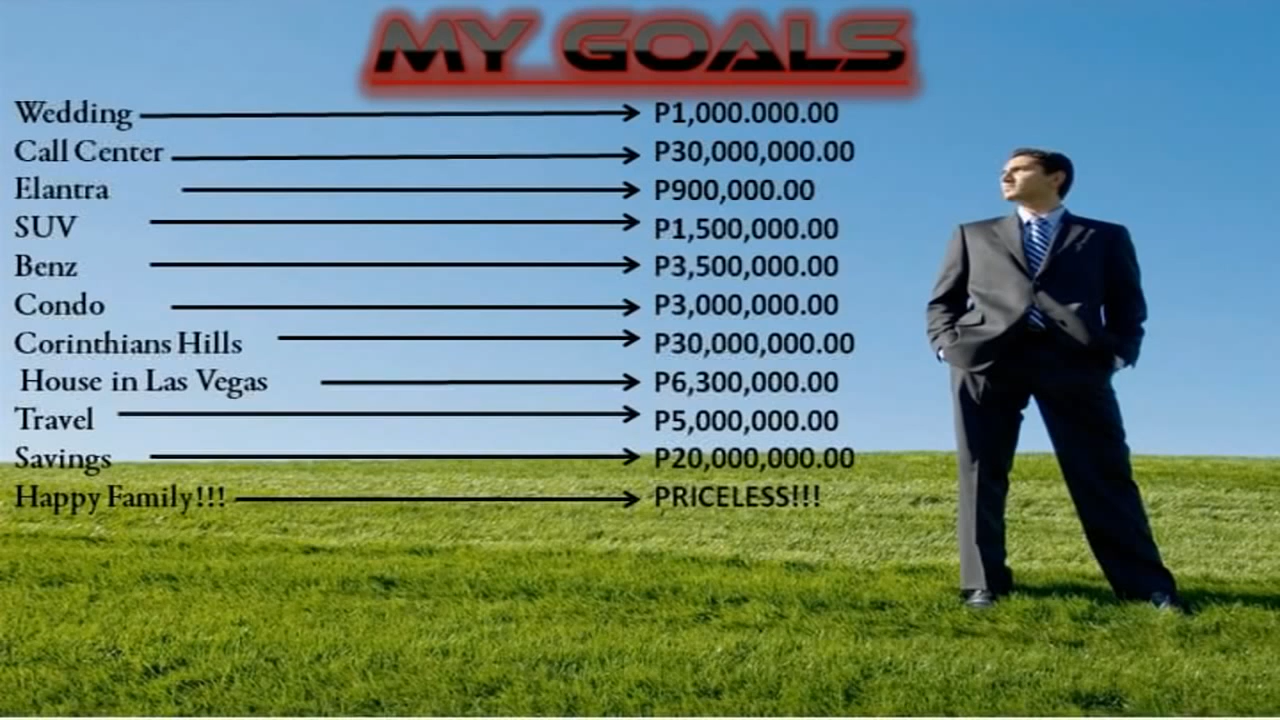 MY GOALS
Wedding P1,000.000.00
Call Center P30,000,000.00
Elantra P900,000.00
SUV P1,500,000.00
Benz P3,500,000.00
Condo P3,000,000.00
Corinthians Hills P30,000,000.00
House in Las Vegas P6,300,000.00
Travel P5,000,000.00
Savings P20,000,000.00
Happy Family!!! PRICELESS!!!